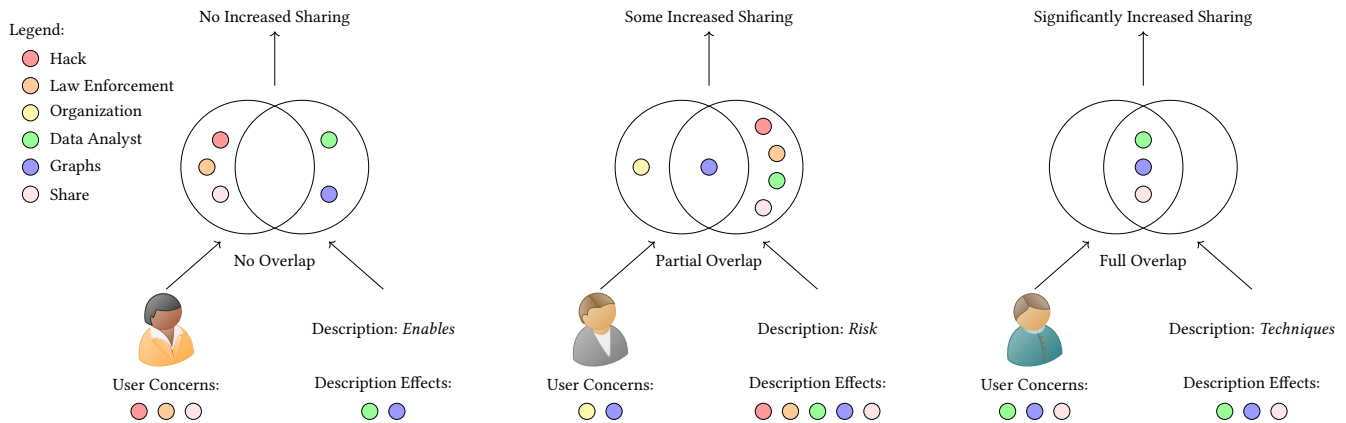 Legend:
Hack
Law Enforcement
Organization
Data Analyst
Graphs
Share
No Increased Sharing
No Overlap
Description: Enables
User Concerns:
Description Effects:
Some Increased Sharing
Partial Overlap
Description: Risk
User Concerns:
Description Effects:
Significantly Increased Sharing
Full Overlap
Description: Techniques
User Concerns:
Description Effects: